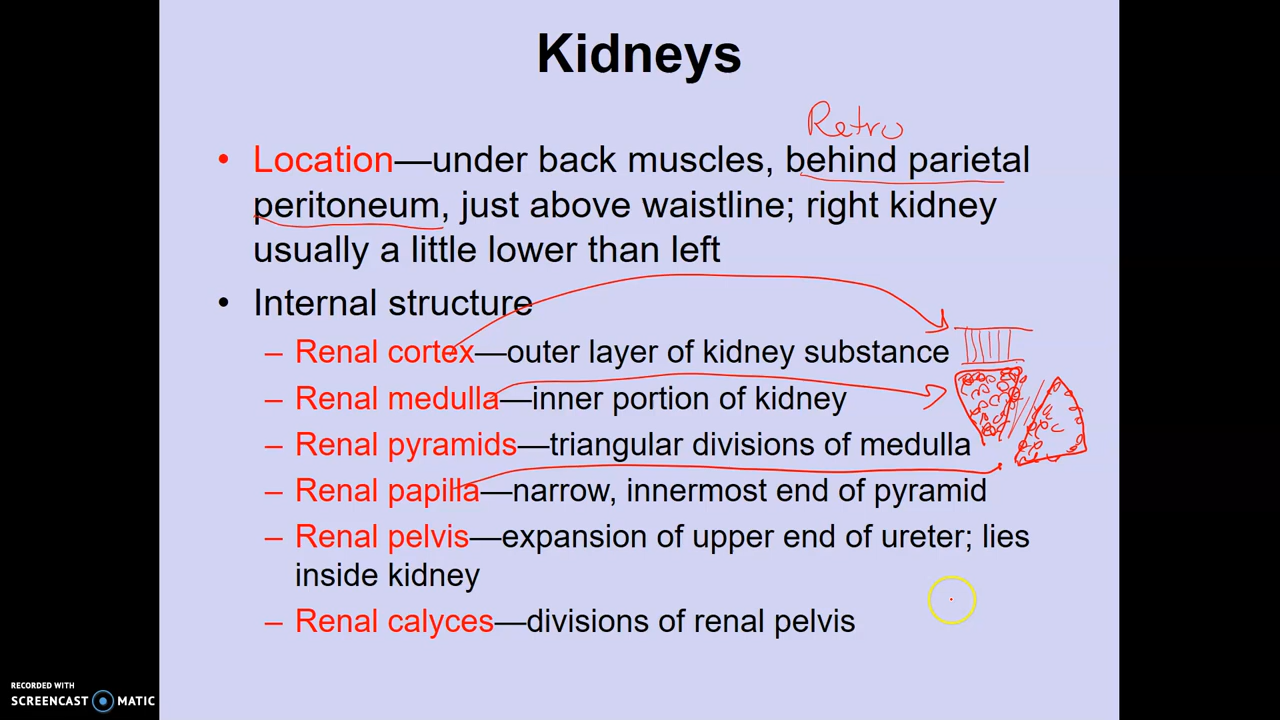 Kidneys
Retro
• Location—under back muscles, behind parietal
peritoneum, just above waistline; right kidney
usually a little lower than left
• Internal structure
– Renal cortex—outer layer of kidney substance
– Renal medulla—inner portion of kidney
– Renal pyramids—triangular divisions of medulla
– Renal papilla—narrow, innermost end of pyramid
– Renal pelvis—expansion of upper end of ureter; lies
inside kidney
– Renal calyces—divisions of renal pelvis
RECORDED WITH
SCREENCAST MATIC